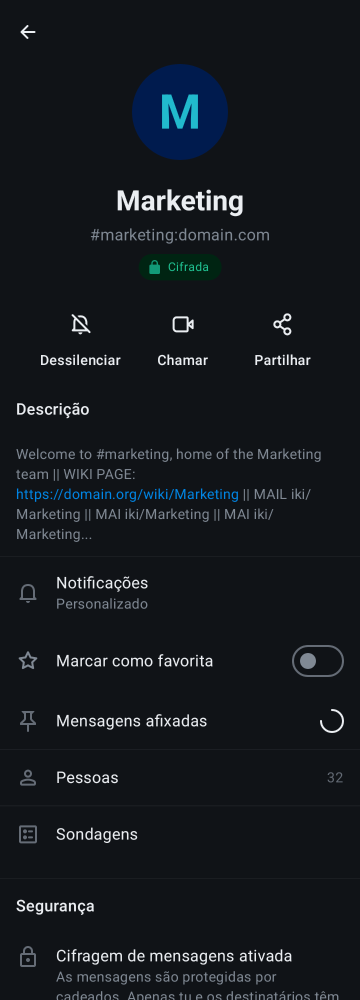 M
Marketing
#marketing:domain.com
Cifrada
Dessilenciar
Chamar
Partilhar
Descrição
Welcome to #marketing, home of the Marketing
team || WIKI PAGE:
https://domain.org/wiki/Marketing || MAIL iki/
Marketing || MAI iki/Marketing || MAI iki/
Marketing...
Notificações
Personalizado
Marcar como favorita
Mensagens afixadas
Pessoas
32
Sondagens
Segurança
Cifragem de mensagens ativada
As mensagens são protegidas por
cadeados. Apenas tu e os destinatários têm